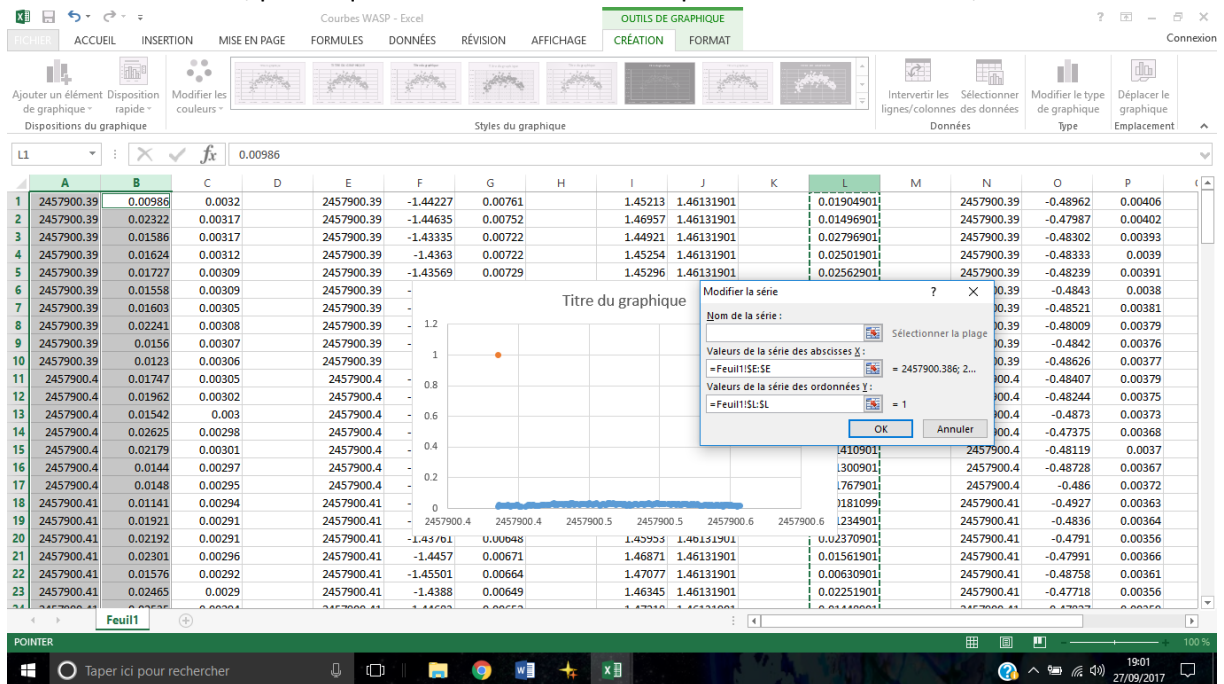 Courbes WASP - Excel
OUTILS DE GRAPHIQUE
?
Connexion
FICHIER ACCUEIL INSERTION MISE EN PAGE FORMULES DONNÉES RÉVISION AFFICHAGE CRÉATION FORMAT
Ajouter un élément de graphique
Disposition rapide
Modifier les couleurs
Intervertir les lignes/colonnes
Sélectionner des données
Modifier le type de graphique
Déplacer le graphique
Dispositions du graphique
Styles du graphique
Données
Type
Emplacement
L1 fx 0.00986
A B C D E F G H I J K L M N O P
1 2457900.39 0.00986 0.0032 2457900.39 -1.44227 0.00761 1.45213 1.46131901 0.01904901 2457900.39 -0.48962 0.00406
2 2457900.39 0.02322 0.00317 2457900.39 -1.44635 0.00752 1.46957 1.46131901 0.01496901 2457900.39 -0.47987 0.00402
3 2457900.39 0.01586 0.00317 2457900.39 -1.43335 0.00722 1.44921 1.46131901 0.02796901 2457900.39 -0.48302 0.00393
4 2457900.39 0.01624 0.00312 2457900.39 -1.4363 0.00722 1.45254 1.46131901 0.02501901 2457900.39 -0.48333 0.0039
5 2457900.39 0.01727 0.00309 2457900.39 -1.43569 0.00729 1.45296 1.46131901 0.02562901 2457900.39 -0.48239 0.00391
6 2457900.39 0.01558 0.00309 2457900.39 - 00.39 -0.4843 0.0038
7 2457900.39 0.01603 0.00305 2457900.39 - 00.39 -0.48521 0.00381
8 2457900.39 0.02241 0.00308 2457900.39 - 00.39 -0.48009 0.00379
9 2457900.39 0.0156 0.00307 2457900.39 - 00.39 -0.4842 0.00376
10 2457900.39 0.0123 0.00306 2457900.39 - 00.39 -0.48626 0.00377
11 2457900.4 0.01747 0.00305 2457900.4 - 00.4 -0.48407 0.00379
12 2457900.4 0.01962 0.00302 2457900.4 - 00.4 -0.48244 0.00375
13 2457900.4 0.01542 0.003 2457900.4 - 00.4 -0.4873 0.00373
14 2457900.4 0.02625 0.00298 2457900.4 - 00.4 -0.47375 0.00368
15 2457900.4 0.02179 0.00301 2457900.4 - 1410901 2457900.4 -0.48119 0.0037
16 2457900.4 0.0144 0.00297 2457900.4 - 1300901 2457900.4 -0.48728 0.00367
17 2457900.4 0.0148 0.00295 2457900.4 - 1767901 2457900.4 -0.486 0.00372
18 2457900.41 0.01141 0.00294 2457900.41 - 0181099 2457900.41 -0.4927 0.00363
19 2457900.41 0.01921 0.00291 2457900.41 - 1234901 2457900.41 -0.4836 0.00364
20 2457900.41 0.02192 0.00291 2457900.41 -1.43761 0.00648 1.45953 1.46131901 0.02370901 2457900.41 -0.4791 0.00356
21 2457900.41 0.02301 0.00296 2457900.41 -1.4457 0.00671 1.46871 1.46131901 0.01561901 2457900.41 -0.47991 0.00366
22 2457900.41 0.01576 0.00292 2457900.41 -1.45501 0.00664 1.47077 1.46131901 0.00630901 2457900.41 -0.48758 0.00361
23 2457900.41 0.02465 0.0029 2457900.41 -1.4388 0.00649 1.46345 1.46131901 0.02251901 2457900.41 -0.47718 0.00356
Titre du graphique
1.2
1
0.8
0.6
0.4
0.2
0
2457900.4 2457900.4 2457900.5 2457900.5 2457900.6 2457900.6
Modifier la série ?
Nom de la série :
Sélectionner la plage
Valeurs de la série des abscisses X :
=Feuil1!$E:$E = 2457900.386; 2...
Valeurs de la série des ordonnées Y :
=Feuil1!$L:$L = 1
OK Annuler
Feuil1
POINTER 100 %
Taper ici pour rechercher
19:01
27/09/2017